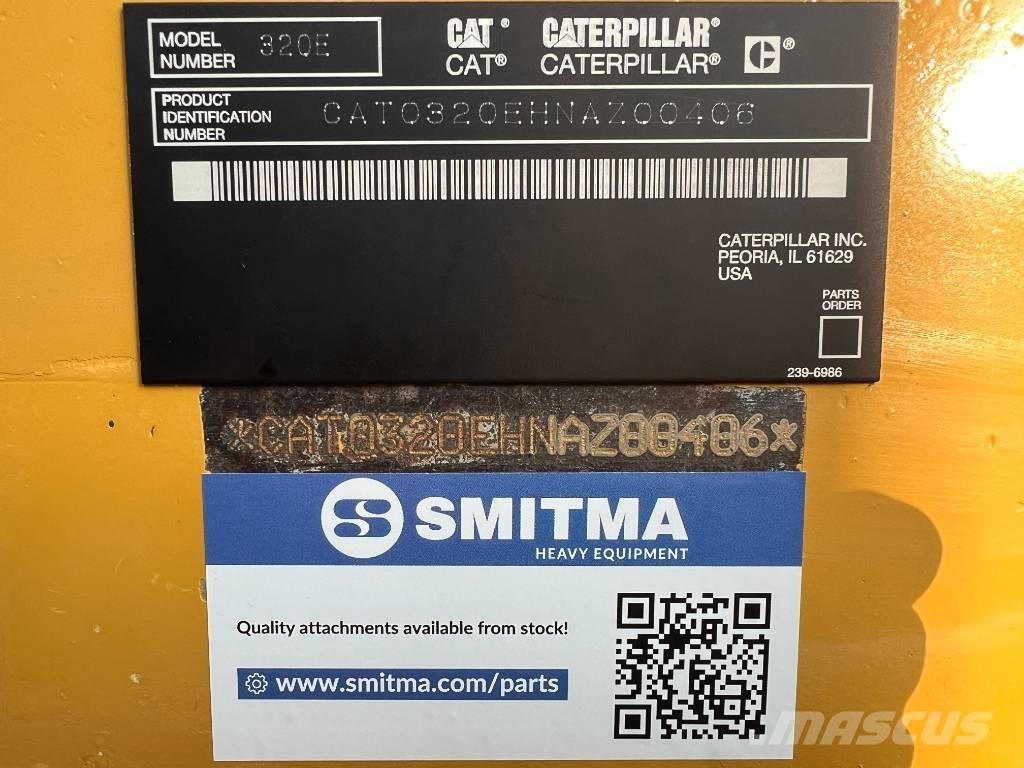 MODEL NUMBER 320E
CAT® CATERPILLAR®
CAT® CATERPILLAR® C®
PRODUCT
IDENTIFICATION
NUMBER
CAT0320EHNAZ00406
CATERPILLAR INC.
PEORIA, IL 61629
USA
PARTS
ORDER
239-6986
*CAT0320EHNAZ00406*
SMITMA
HEAVY EQUIPMENT
Quality attachments available from stock!
www.smitma.com/parts
MASCUS